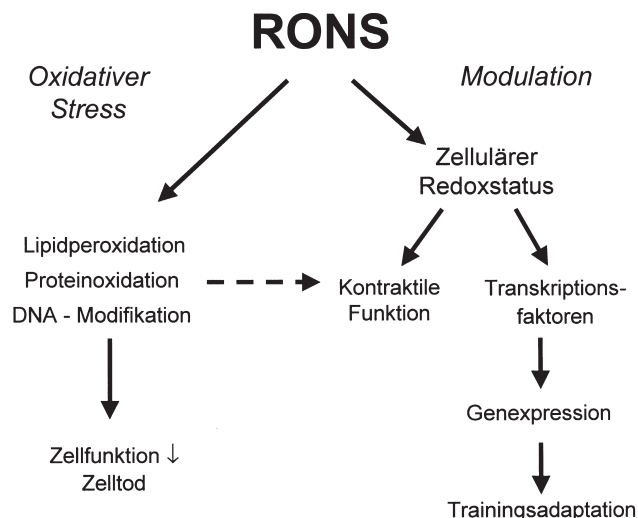 RONS
Oxidativer
Stress
Modulation
Zellulärer
Redoxstatus
Lipidperoxidation
Proteinoxidation
DNA - Modifikation
Kontraktile
Funktion
Transkriptions-
faktoren
Genexpression
Zellfunktion ↓
Zelltod
Trainingsadaptation